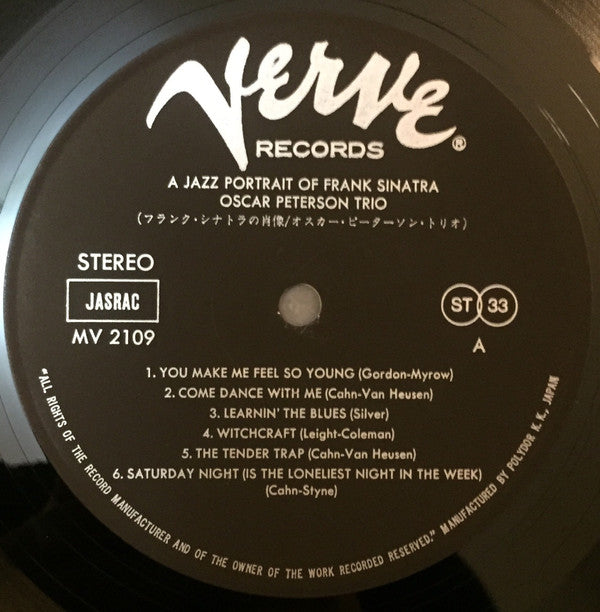 Verve ®
RECORDS
A JAZZ PORTRAIT OF FRANK SINATRA
OSCAR PETERSON TRIO
(フランク・シナトラの肖像/オスカー・ピーターソン・トリオ)
STEREO
JASRAC
MV 2109
ST 33
A
1. YOU MAKE ME FEEL SO YOUNG (Gordon-Myrow)
2. COME DANCE WITH ME (Cahn-Van Heusen)
3. LEARNIN' THE BLUES (Silver)
4. WITCHCRAFT (Leight-Coleman)
5. THE TENDER TRAP (Cahn-Van Heusen)
6. SATURDAY NIGHT (IS THE LONELIEST NIGHT IN THE WEEK)
(Cahn-Styne)
"ALL RIGHTS OF THE RECORD MANUFACTURER AND OF THE OWNER OF THE WORK RECORDED RESERVED," MANUFACTURED BY POLYDOR K. K., JAPAN